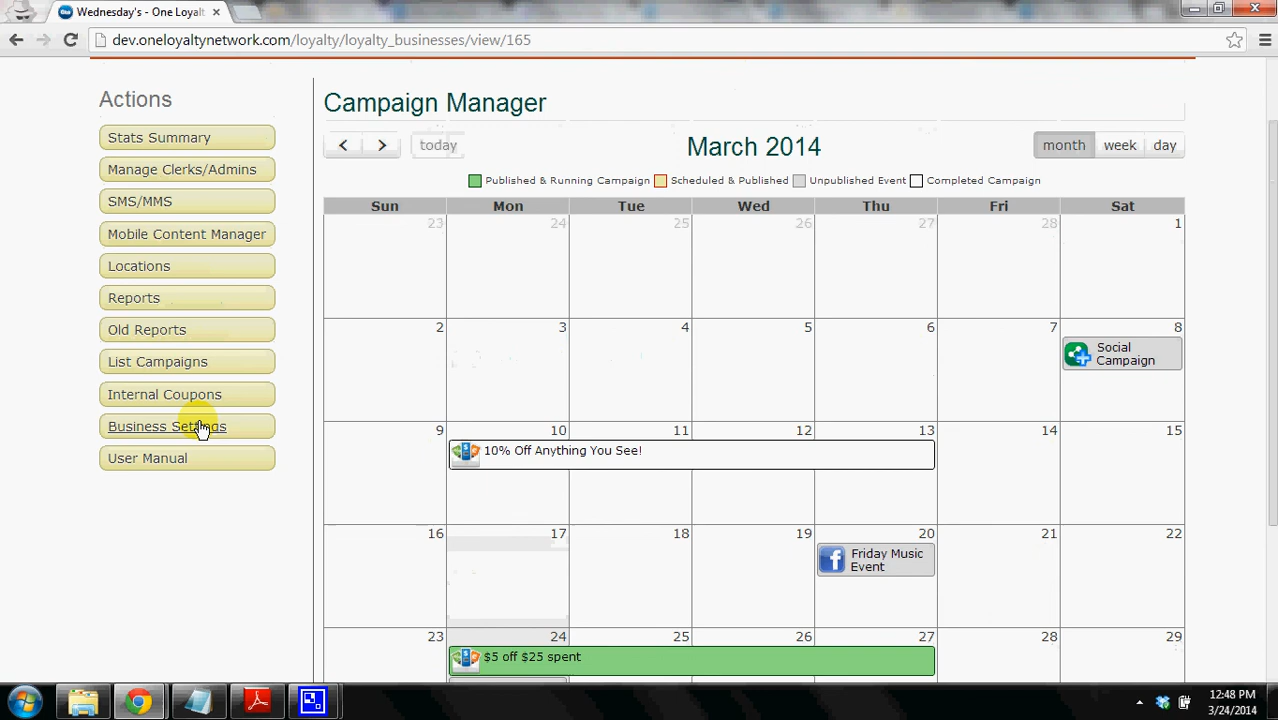 Wednesday's - One Loyalt
dev.oneloyaltynetwork.com/loyalty/loyalty_businesses/view/165
Actions
Stats Summary
Manage Clerks/Admins
SMS/MMS
Mobile Content Manager
Locations
Reports
Old Reports
List Campaigns
Internal Coupons
Business Settings
User Manual
Campaign Manager
today
March 2014
month week day
Published & Running Campaign Scheduled & Published Unpublished Event Completed Campaign
Sun Mon Tue Wed Thu Fri Sat
23 24 25 26 27 28 1
2 3 4 5 6 7 8
Social
Campaign
9 10 11 12 13 14 15
10% Off Anything You See!
16 17 18 19 20 21 22
Friday Music
Event
23 24 25 26 27 28 29
$5 off $25 spent
12:48 PM
3/24/2014